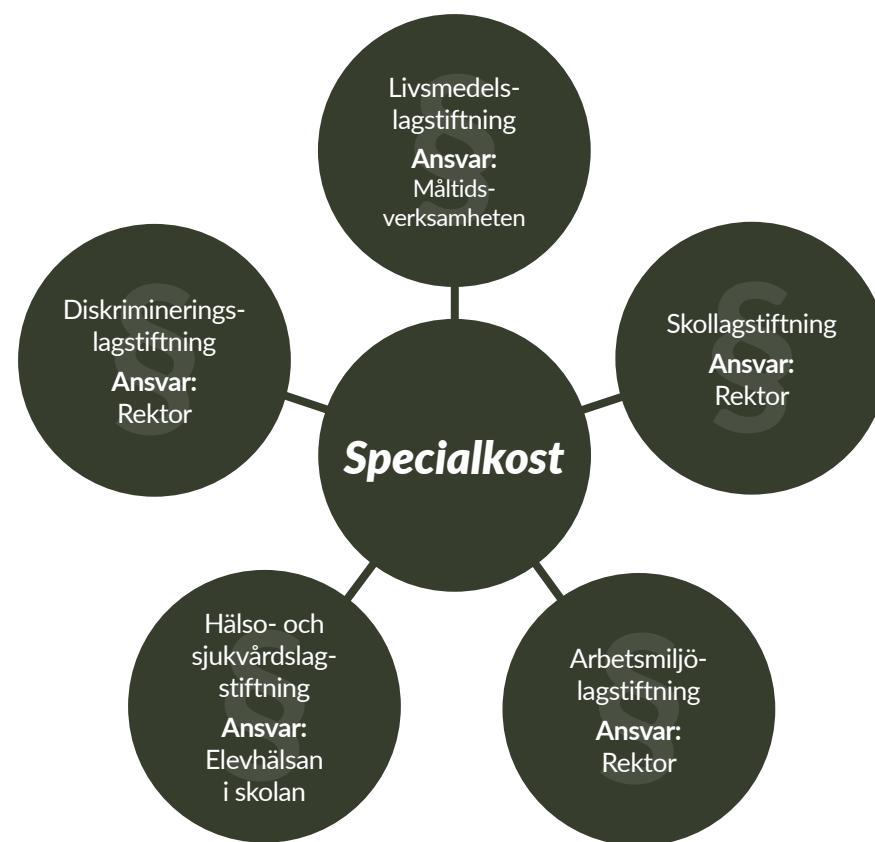 Livsmedels-
lagstiftning
Ansvar:
Måltids-
verksamheten
Diskriminerings-
lagstiftning
Ansvar:
Rektor
Skollagstiftning
Ansvar:
Rektor
Specialkost
Hälso- och
sjukvårdslag-
stiftning
Ansvar:
Elevhälsan
i skolan
Arbetsmiljö-
lagstiftning
Ansvar:
Rektor